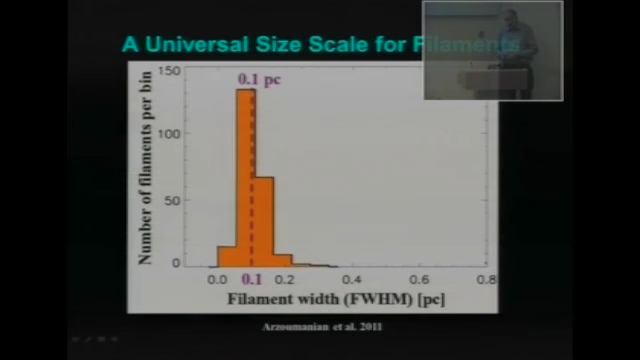 A Universal Size Scale for Filaments
Number of filaments per bin
150
100
50
0
0.1 pc
0.0 0.1 0.2 0.4 0.6 0.8
Filament width (FWHM) [pc]
Arzoumanian et al. 2011